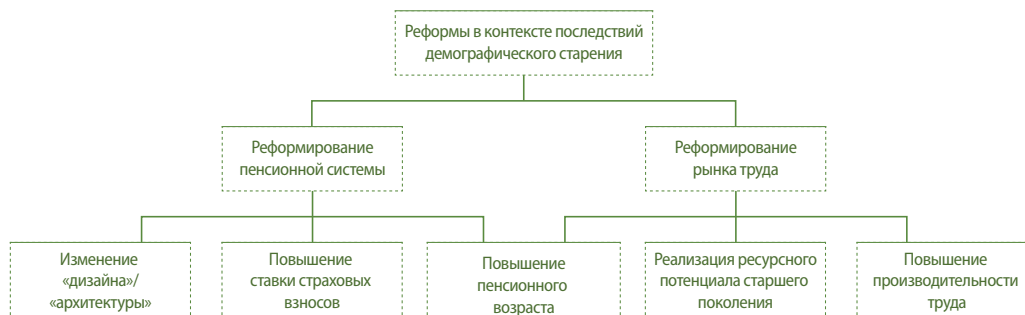 Реформы в контексте последствий
демографического старения
Реформирование
пенсионной системы
Реформирование
рынка труда
Изменение
«дизайна»/
«архитектуры»
Повышение
ставки страховых
взносов
Повышение
пенсионного
возраста
Реализация ресурсного
потенциала старшего
поколения
Повышение
производительности
труда